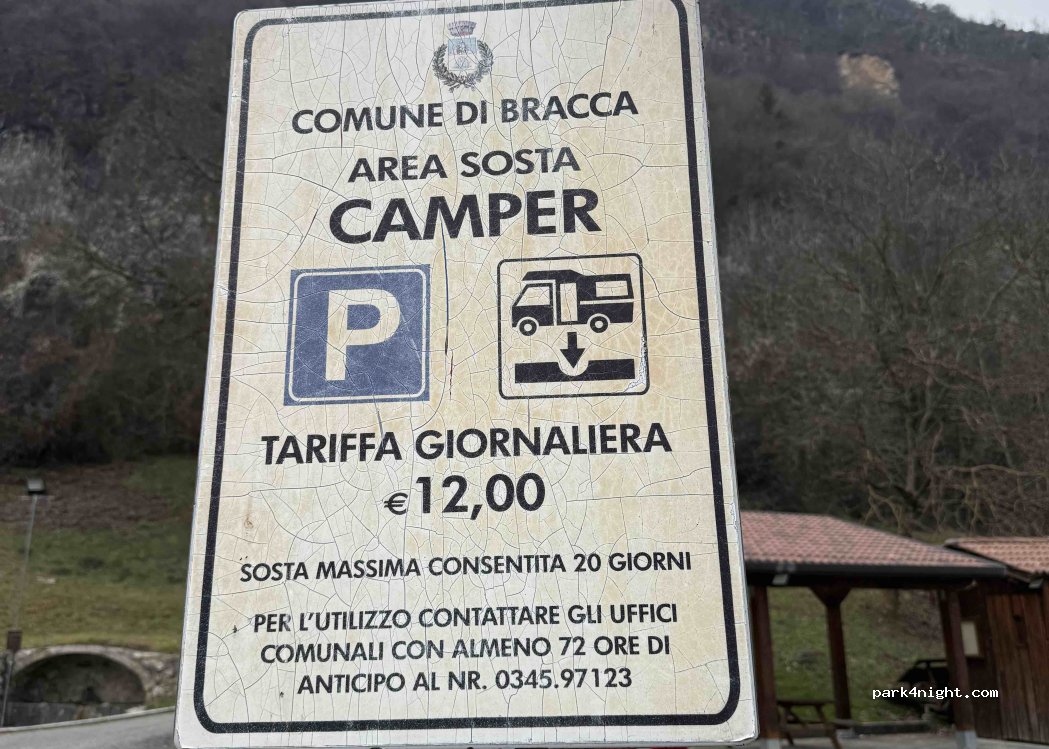 COMUNE DI BRACCA
AREA SOSTA
CAMPER
P
TARIFFA GIORNALIERA
€12,00
SOSTA MASSIMA CONSENTITA 20 GIORNI
PER L'UTILIZZO CONTATTARE GLI UFFICI
COMUNALI CON ALMENO 72 ORE DI
ANTICIPO AL NR. 0345.97123
park4night.com